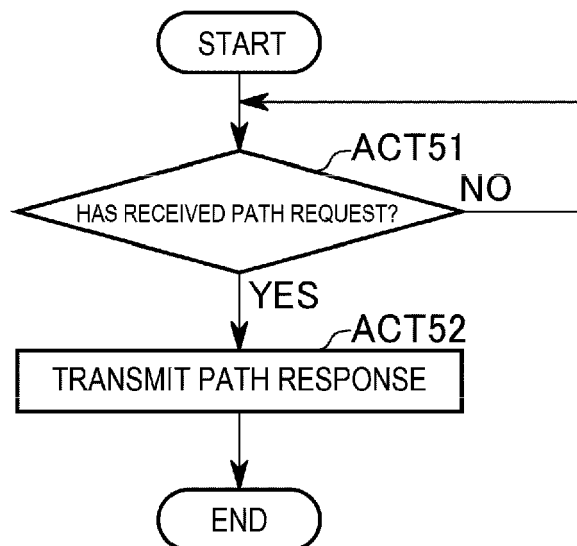 START
ACT51
HAS RECEIVED PATH REQUEST?
NO
YES
ACT52
TRANSMIT PATH RESPONSE
END